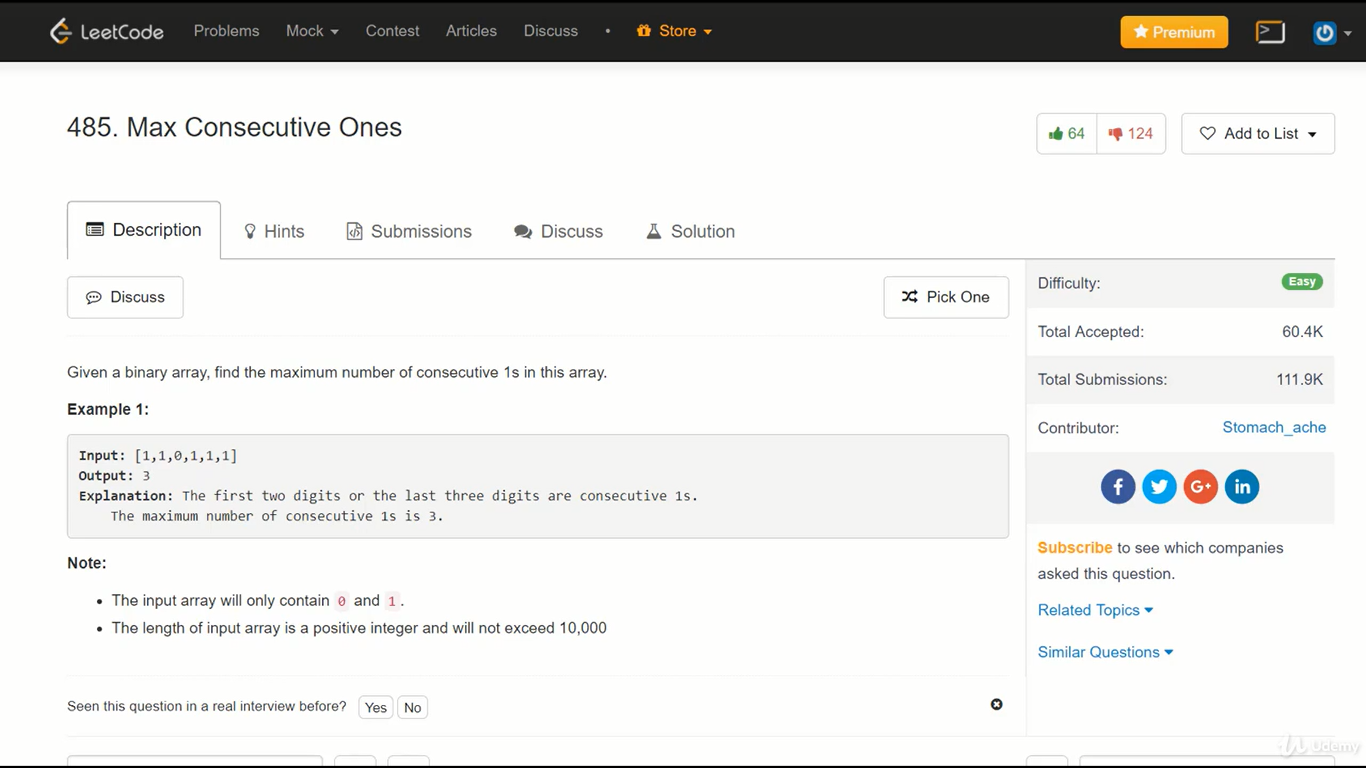 LeetCode Problems Mock Contest Articles Discuss • Store Premium
485. Max Consecutive Ones
64 124 Add to List
Description Hints Submissions Discuss Solution
Discuss Pick One
Given a binary array, find the maximum number of consecutive 1s in this array.
Example 1:
Input: [1,1,0,1,1,1]
Output: 3
Explanation: The first two digits or the last three digits are consecutive 1s.
The maximum number of consecutive 1s is 3.
Note:
• The input array will only contain 0 and 1.
• The length of input array is a positive integer and will not exceed 10,000
Seen this question in a real interview before? Yes No
Difficulty: Easy
Total Accepted: 60.4K
Total Submissions: 111.9K
Contributor: Stomach_ache
f G+ in
Subscribe to see which companies
asked this question.
Related Topics
Similar Questions
Udemy